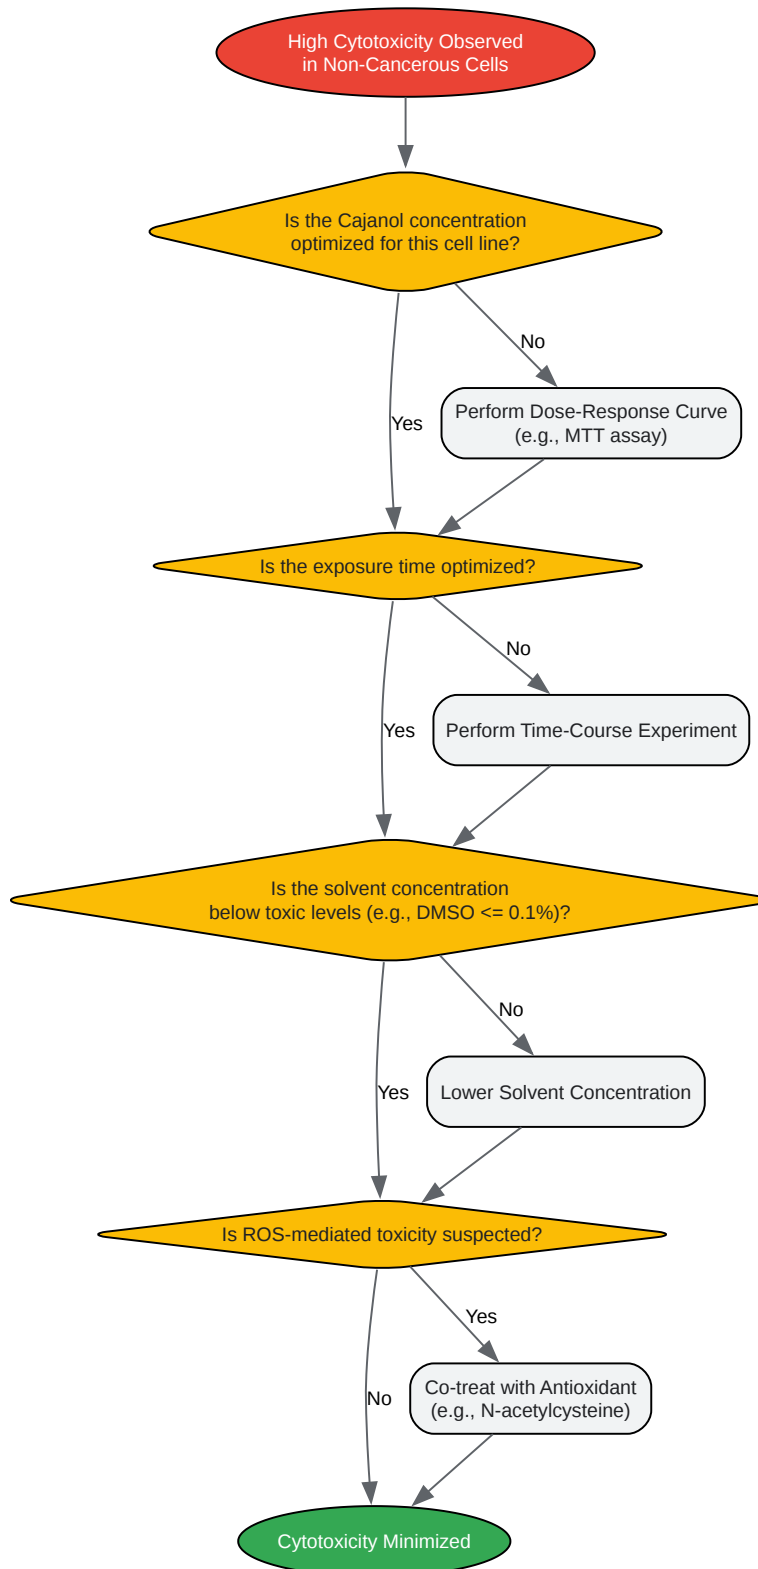 High Cytotoxicity Observed
in Non-Cancerous Cells
Is the Cajanol concentration
optimized for this cell line?
No
Yes
Perform Dose-Response Curve
(e.g., MTT assay)
Is the exposure time optimized?
No
Yes
Perform Time-Course Experiment
Is the solvent concentration
below toxic levels (e.g., DMSO <= 0.1%)?
No
Yes
Lower Solvent Concentration
Is ROS-mediated toxicity suspected?
Yes
No
Co-treat with Antioxidant
(e.g., N-acetylcysteine)
Cytotoxicity Minimized